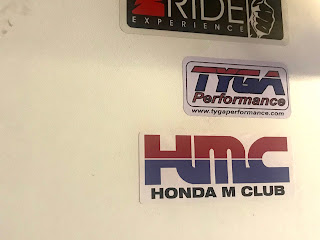 RIDE
EXPERIENCE
TYGA
Performance
www.tygaperformance.com
HMC
HONDA M CLUB